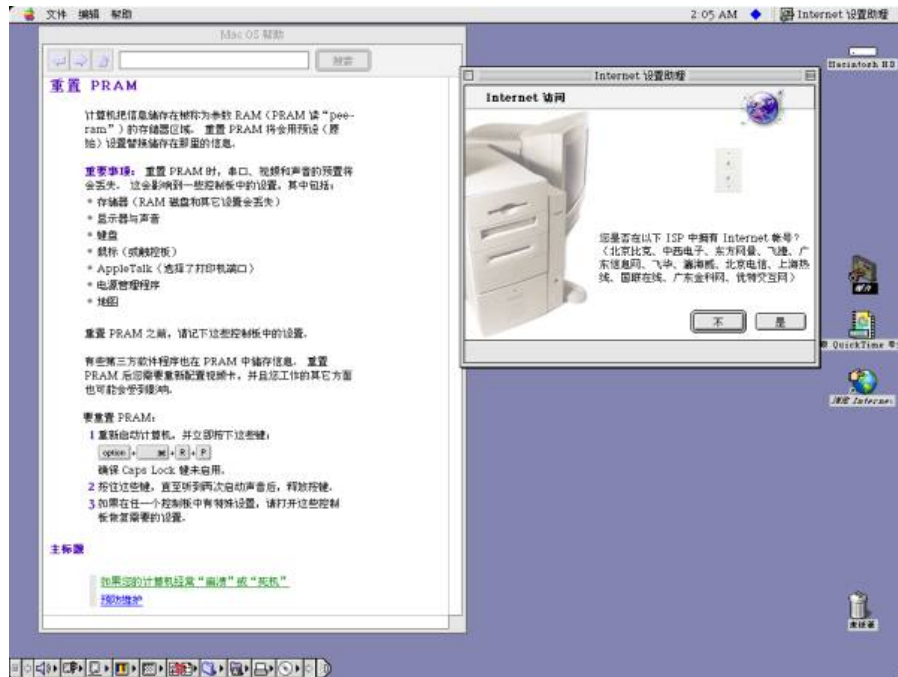 文件 编辑 帮助
2:05 AM
Internet 设置助理
Mac OS 帮助
搜索
重置 PRAM
计算机把信息储存在被称为参数 RAM（PRAM 读“pee-
ram”）的存储器区域。 重置 PRAM 将会用预设（原
始）设置替换储存在那里的信息。
重要事项： 重置 PRAM 时，串口、视频和声音的预置将
会丢失。 这会影响到一些控制板中的设置，其中包括：
* 存储器（RAM 磁盘和其它设置会丢失）
* 显示器与声音
* 键盘
* 鼠标（或触控板）
* AppleTalk（选择了打印机端口）
* 电源管理程序
* 地图
重置 PRAM 之前，请记下这些控制板中的设置。
有些第三方软件程序也在 PRAM 中储存信息。 重置
PRAM 后您需要重新配置视频卡，并且您工作的其它方面
也可能会受到影响。
要重置 PRAM：
1 重新启动计算机，并立即按下这些键：
option + ⌘ + R + P
确保 Caps Lock 键未启用。
2 按住这些键，直至听到两次启动声音后，释放按键。
3 如果在任一个控制板中有特殊设置，请打开这些控制
板恢复需要的设置。
主标题
如果您的计算机经常“崩溃”或“死机”
预防维护
Internet 设置助理
Internet 访问
您是否在以下 ISP 中拥有 Internet 帐号？
（北京比克、中西电子、东方网景、飞捷、广
东信息网、飞华、瀛海威、北京电信、上海热
线、国联在线、广东金科网、优特交互网）
不
是
Macintosh HD
邮件
QuickTime
浏览 Internet
废纸篓